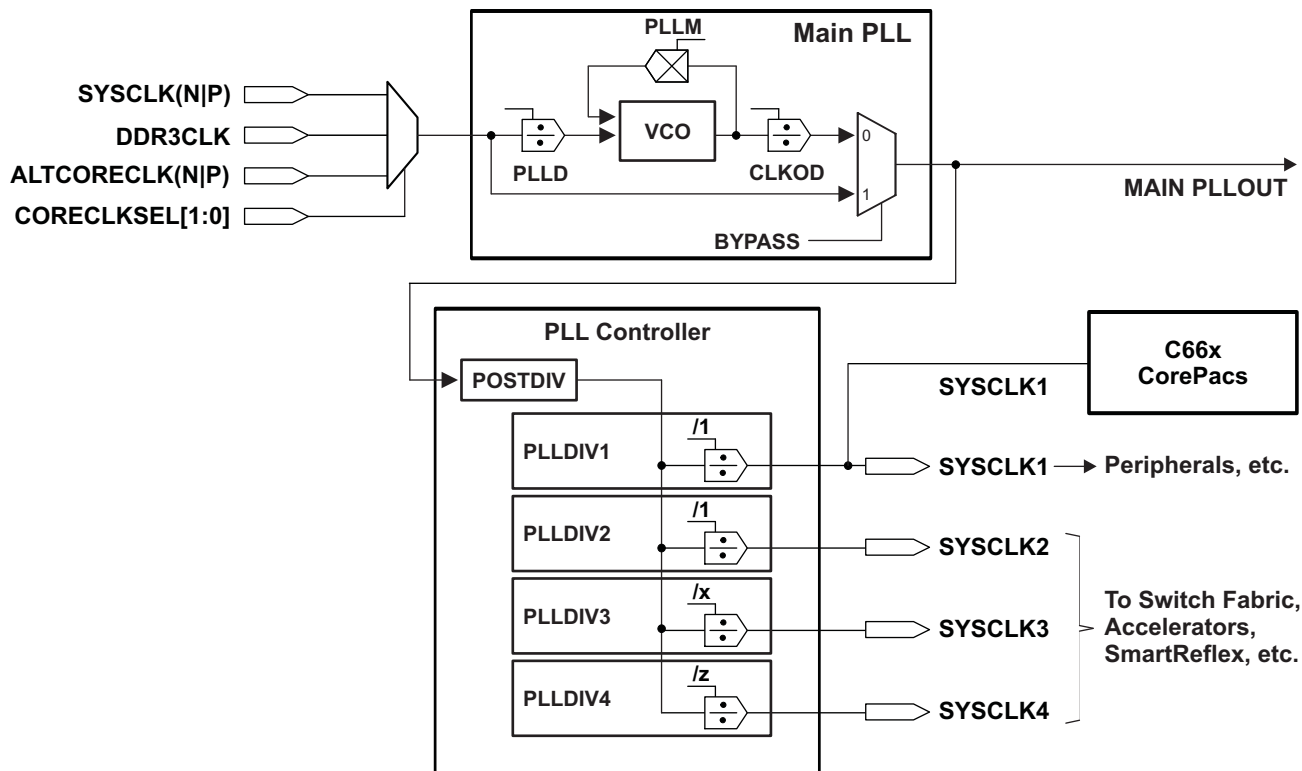 PLLM
Main PLL
SYSCLK(N|P)
DDR3CLK
VCO
0
PLLD
CLKOD
ALTCORECLK(N|P)
MAIN PLLOUT
1
CORECLKSEL[1:0]
BYPASS
PLL Controller
C66x
CorePacs
POSTDIV
SYSCLK1
/1
PLLDIV1
SYSCLK1
Peripherals, etc.
/1
PLLDIV2
SYSCLK2
/x
PLLDIV3
SYSCLK3
To Switch Fabric,
Accelerators,
SmartReflex, etc.
/z
PLLDIV4
SYSCLK4